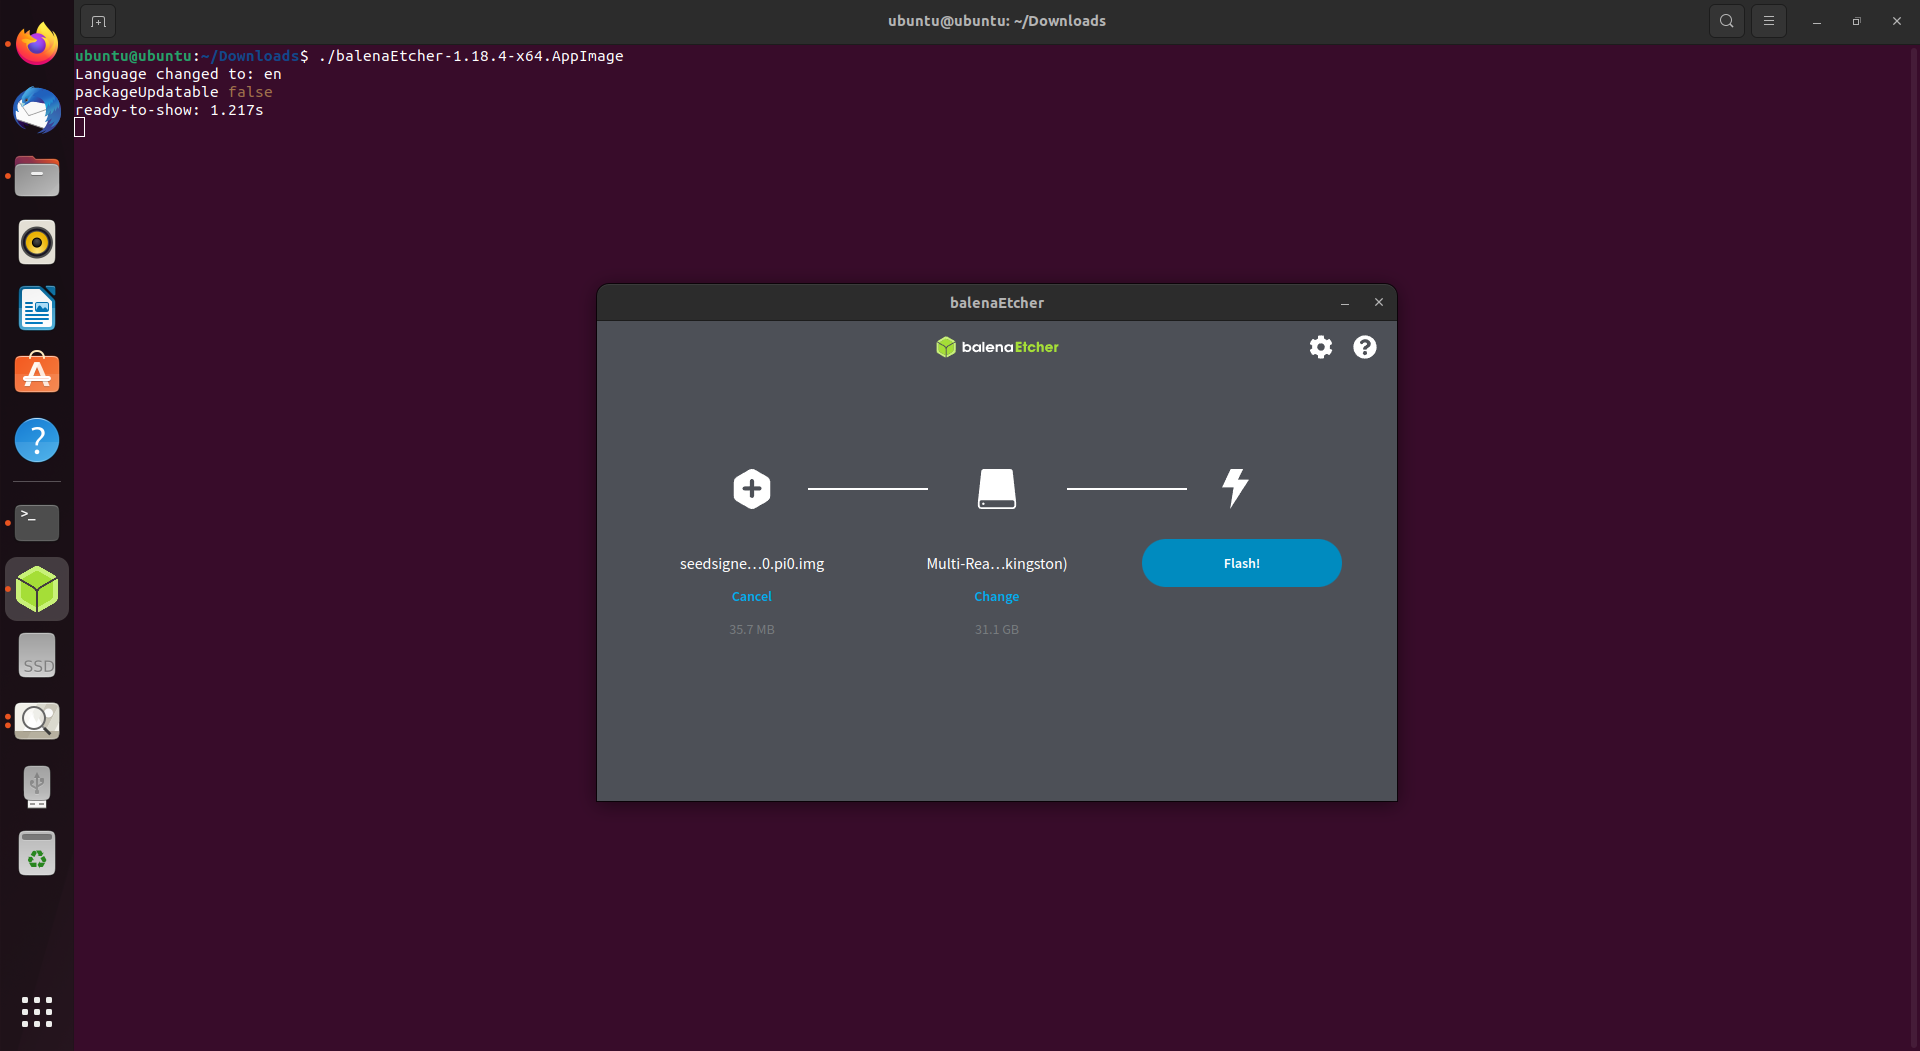 ubuntu@ubuntu: ~/Downloads
ubuntu@ubuntu:~/Downloads$ ./balenaEtcher-1.18.4-x64.AppImage
Language changed to: en
packageUpdatable false
ready-to-show: 1.217s
balenaEtcher
balenaEtcher
seedsigne...0.pi0.img
Multi-Rea...kingston)
Flash!
Cancel
Change
35.7 MB
31.1 GB
>_
SSD